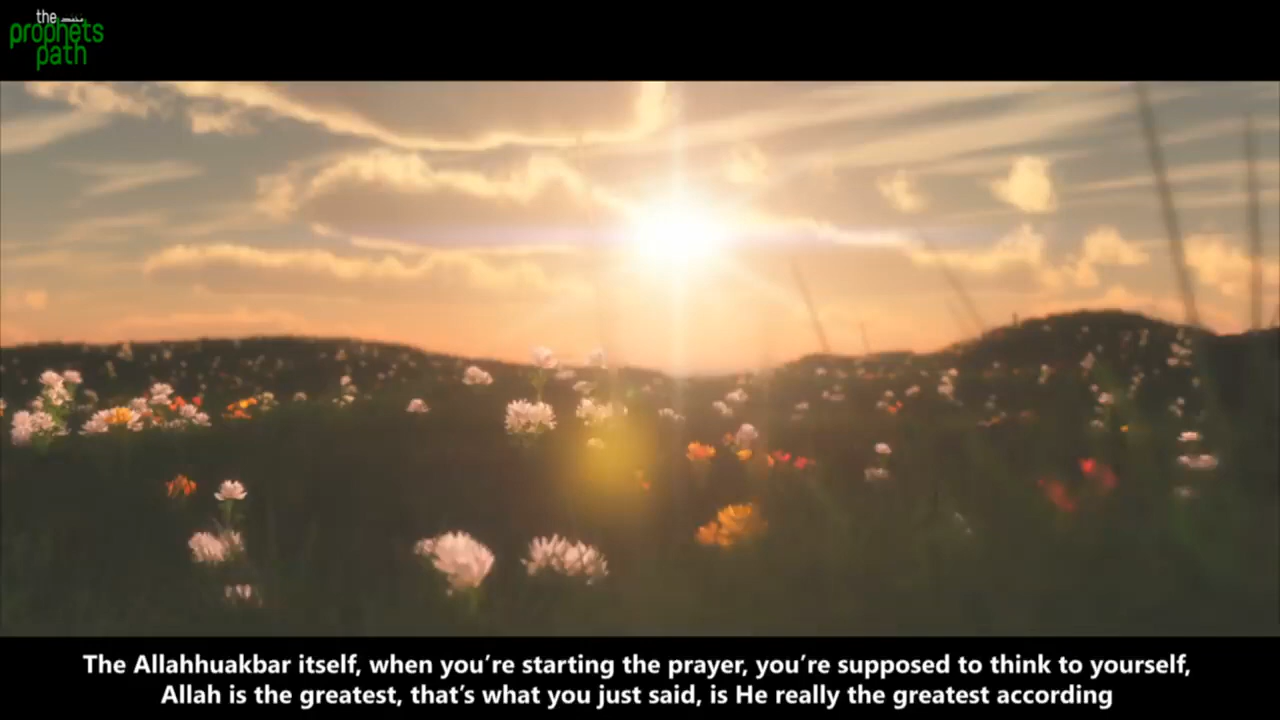 the
prophets
path
The Allahhuakbar itself, when you’re starting the prayer, you’re supposed to think to yourself,
Allah is the greatest, that’s what you just said, is He really the greatest according